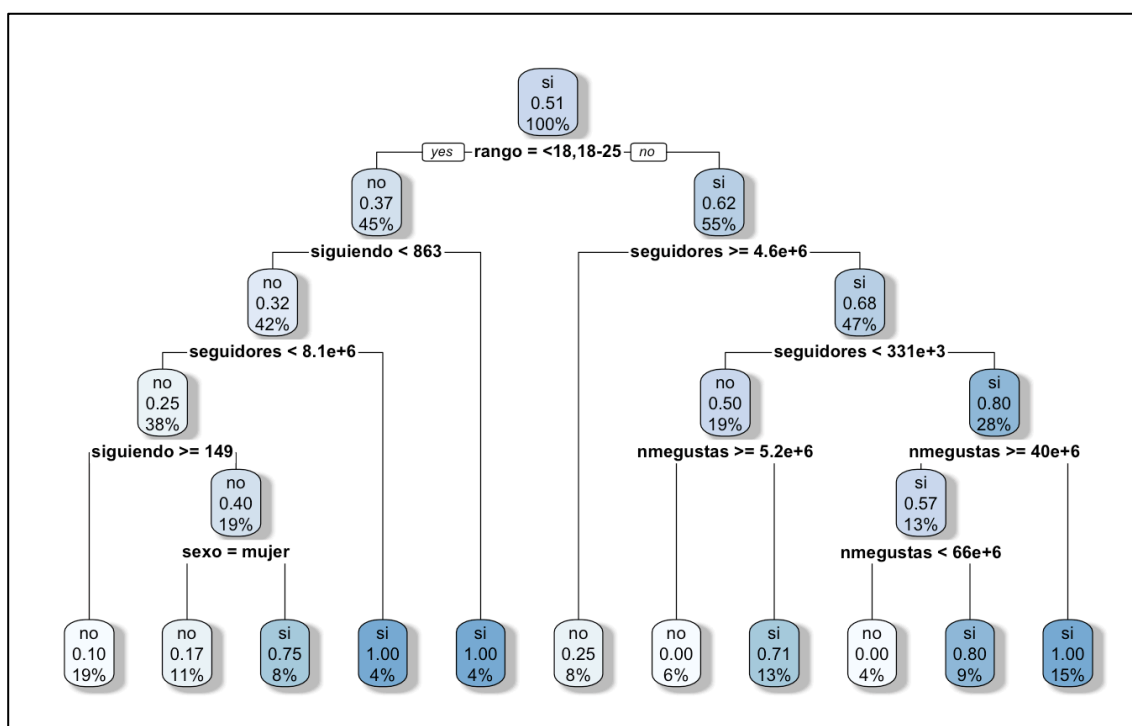 si
0.51
100%
yes rango = <18,18-25 no
no
0.37
45%
si
0.62
55%
siguiendo < 863
seguidores >= 4.6e+6
no
0.32
42%
si
0.68
47%
seguidores < 8.1e+6
seguidores < 331e+3
no
0.25
38%
no
0.50
19%
si
0.80
28%
siguiendo >= 149
nmegustas >= 5.2e+6
nmegustas >= 40e+6
no
0.40
19%
si
0.57
13%
sexo = mujer
nmegustas < 66e+6
no
0.10
19%
no
0.17
11%
si
0.75
8%
si
1.00
4%
si
1.00
4%
no
0.25
8%
no
0.00
6%
si
0.71
13%
no
0.00
4%
si
0.80
9%
si
1.00
15%